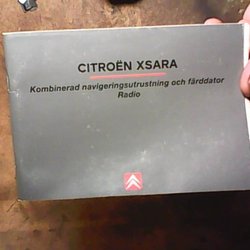 CITROËN XSARA
Kombinerad navigeringsutrustning och färddator
Radio